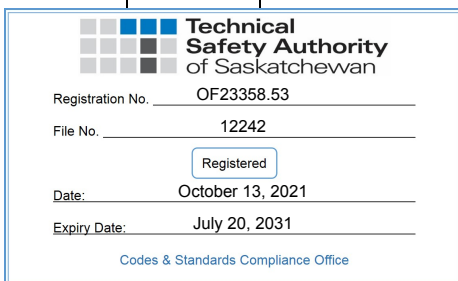 Technical
Safety Authority
of Saskatchewan
Registration No. OF23358.53
File No. 12242
Registered
Date: October 13, 2021
Expiry Date: July 20, 2031
Codes & Standards Compliance Office